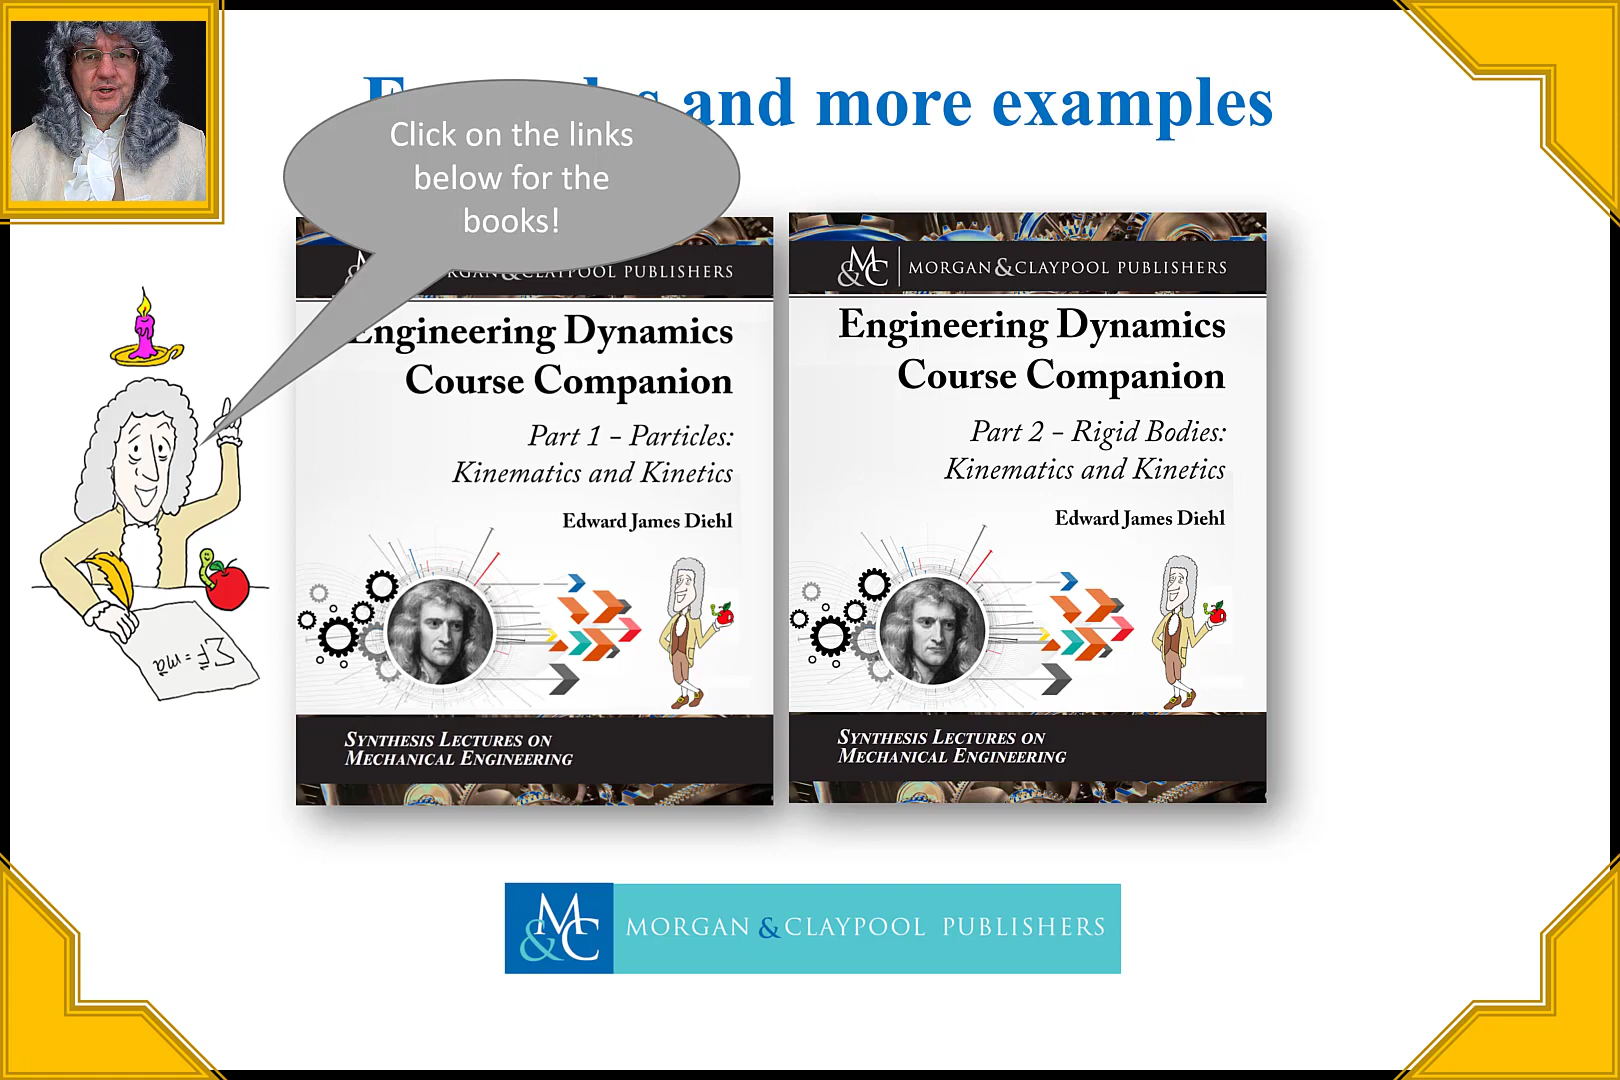 and more examples
Click on the links
below for the
books!
MORGAN & CLAYPOOL PUBLISHERS
Engineering Dynamics
Course Companion
Part 1 – Particles:
Kinematics and Kinetics
Edward James Diehl
SYNTHESIS LECTURES ON
MECHANICAL ENGINEERING
M&C MORGAN & CLAYPOOL PUBLISHERS
Engineering Dynamics
Course Companion
Part 2 – Rigid Bodies:
Kinematics and Kinetics
Edward James Diehl
SYNTHESIS LECTURES ON
MECHANICAL ENGINEERING
ΣF⃗ = ma⃗
M&C MORGAN & CLAYPOOL PUBLISHERS